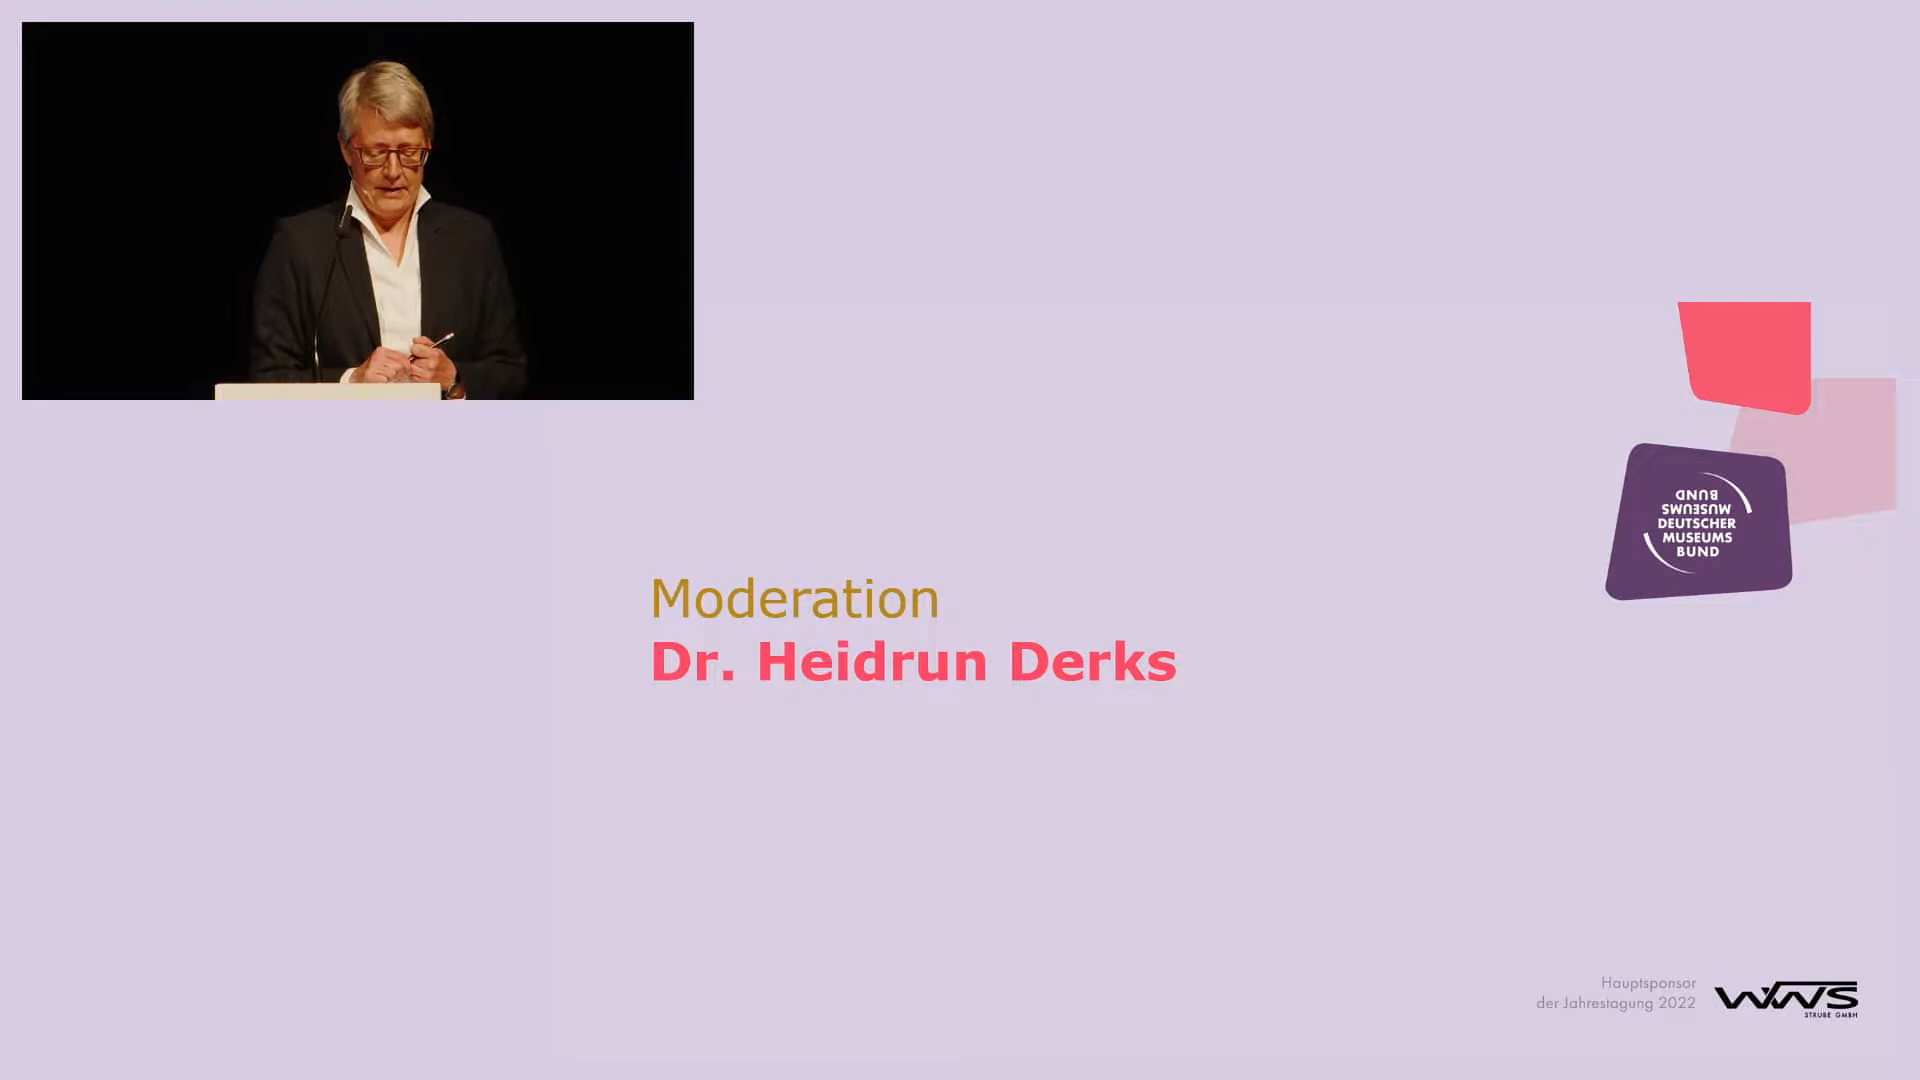 BUND
MUSEUMS
DEUTSCHER
MUSEUMS
BUND
Moderation
Dr. Heidrun Derks
Hauptsponsor
der Jahrestagung 2022
WWS
STRUBE GMBH